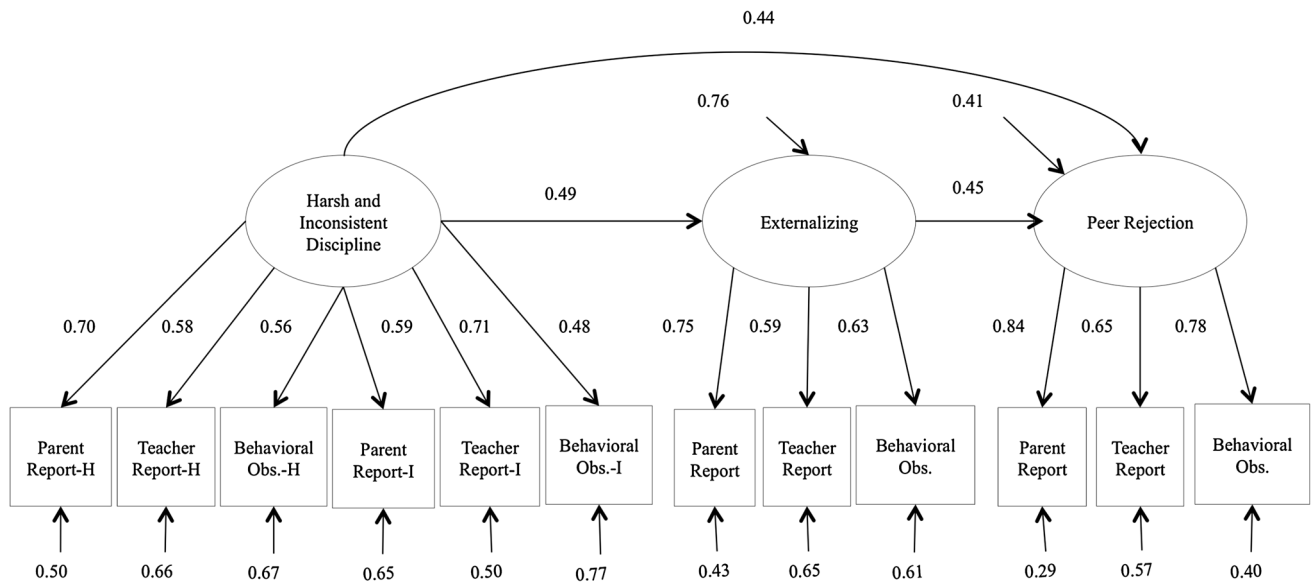 0.44
0.76
0.41
Harsh and
Inconsistent
Discipline
0.49
Externalizing
0.45
Peer Rejection
0.70
0.58
0.56
0.59
0.71
0.48
0.75
0.59
0.63
0.84
0.65
0.78
Parent
Report-H
Teacher
Report-H
Behavioral
Obs.-H
Parent
Report-I
Teacher
Report-I
Behavioral
Obs.-I
Parent
Report
Teacher
Report
Behavioral
Obs.
Parent
Report
Teacher
Report
Behavioral
Obs.
0.50
0.66
0.67
0.65
0.50
0.77
0.43
0.65
0.61
0.29
0.57
0.40